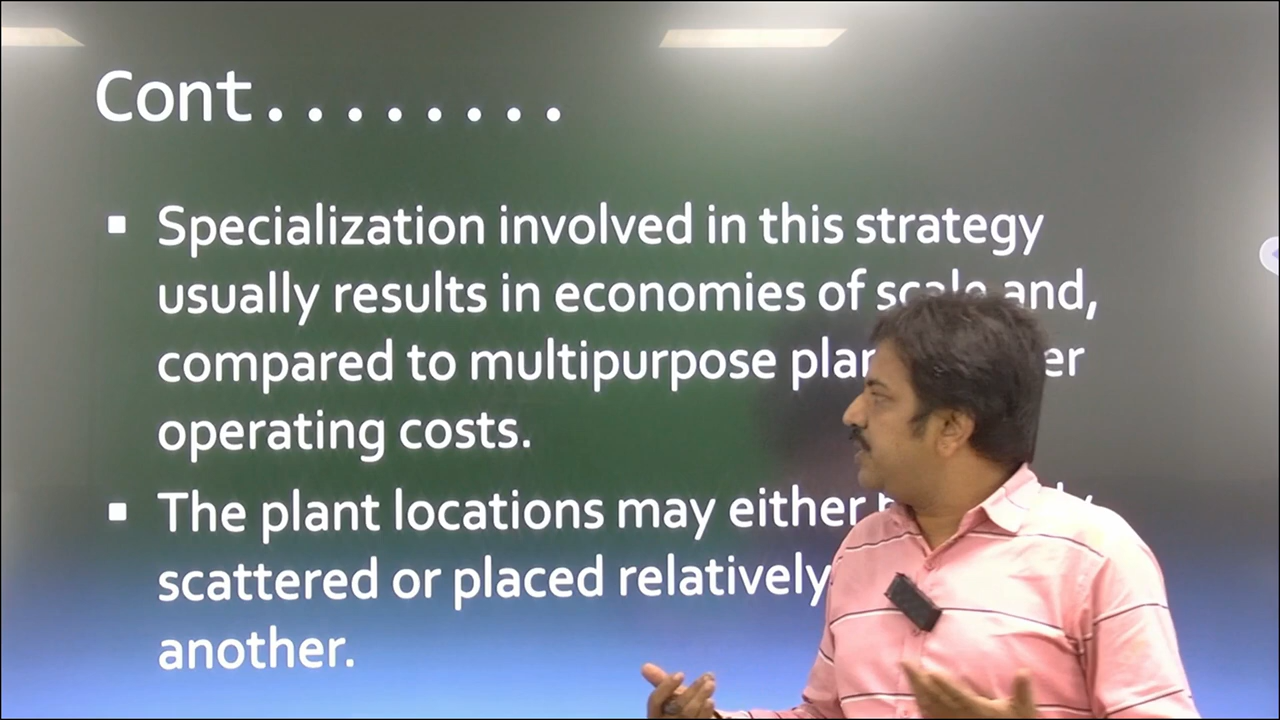 Cont........
Specialization involved in this strategy
usually results in economies of scale and,
compared to multipurpose
operating costs.
The plant locations may either
scattered or placed relatively
another.